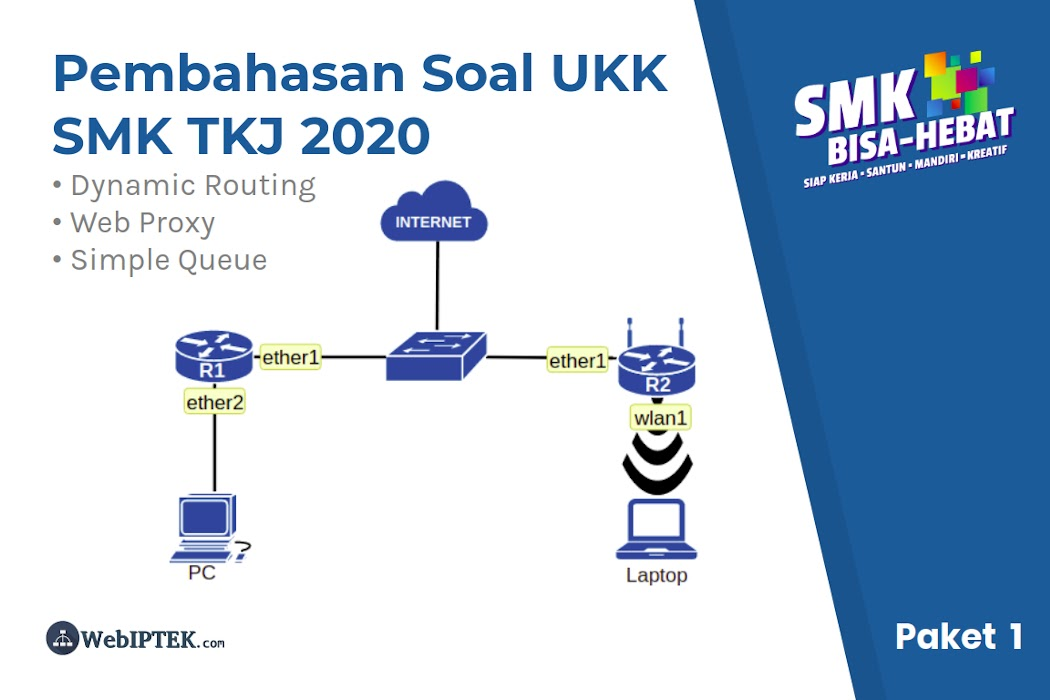 Pembahasan Soal UKK
SMK TKJ 2020
• Dynamic Routing
• Web Proxy
• Simple Queue
SMK
BISA-HEBAT
SIAP KERJA • SANTUN • MANDIRI • KREATIF
INTERNET
R1
ether1
ether1
R2
ether2
wlan1
PC
Laptop
WebIPTEK.com
Paket 1